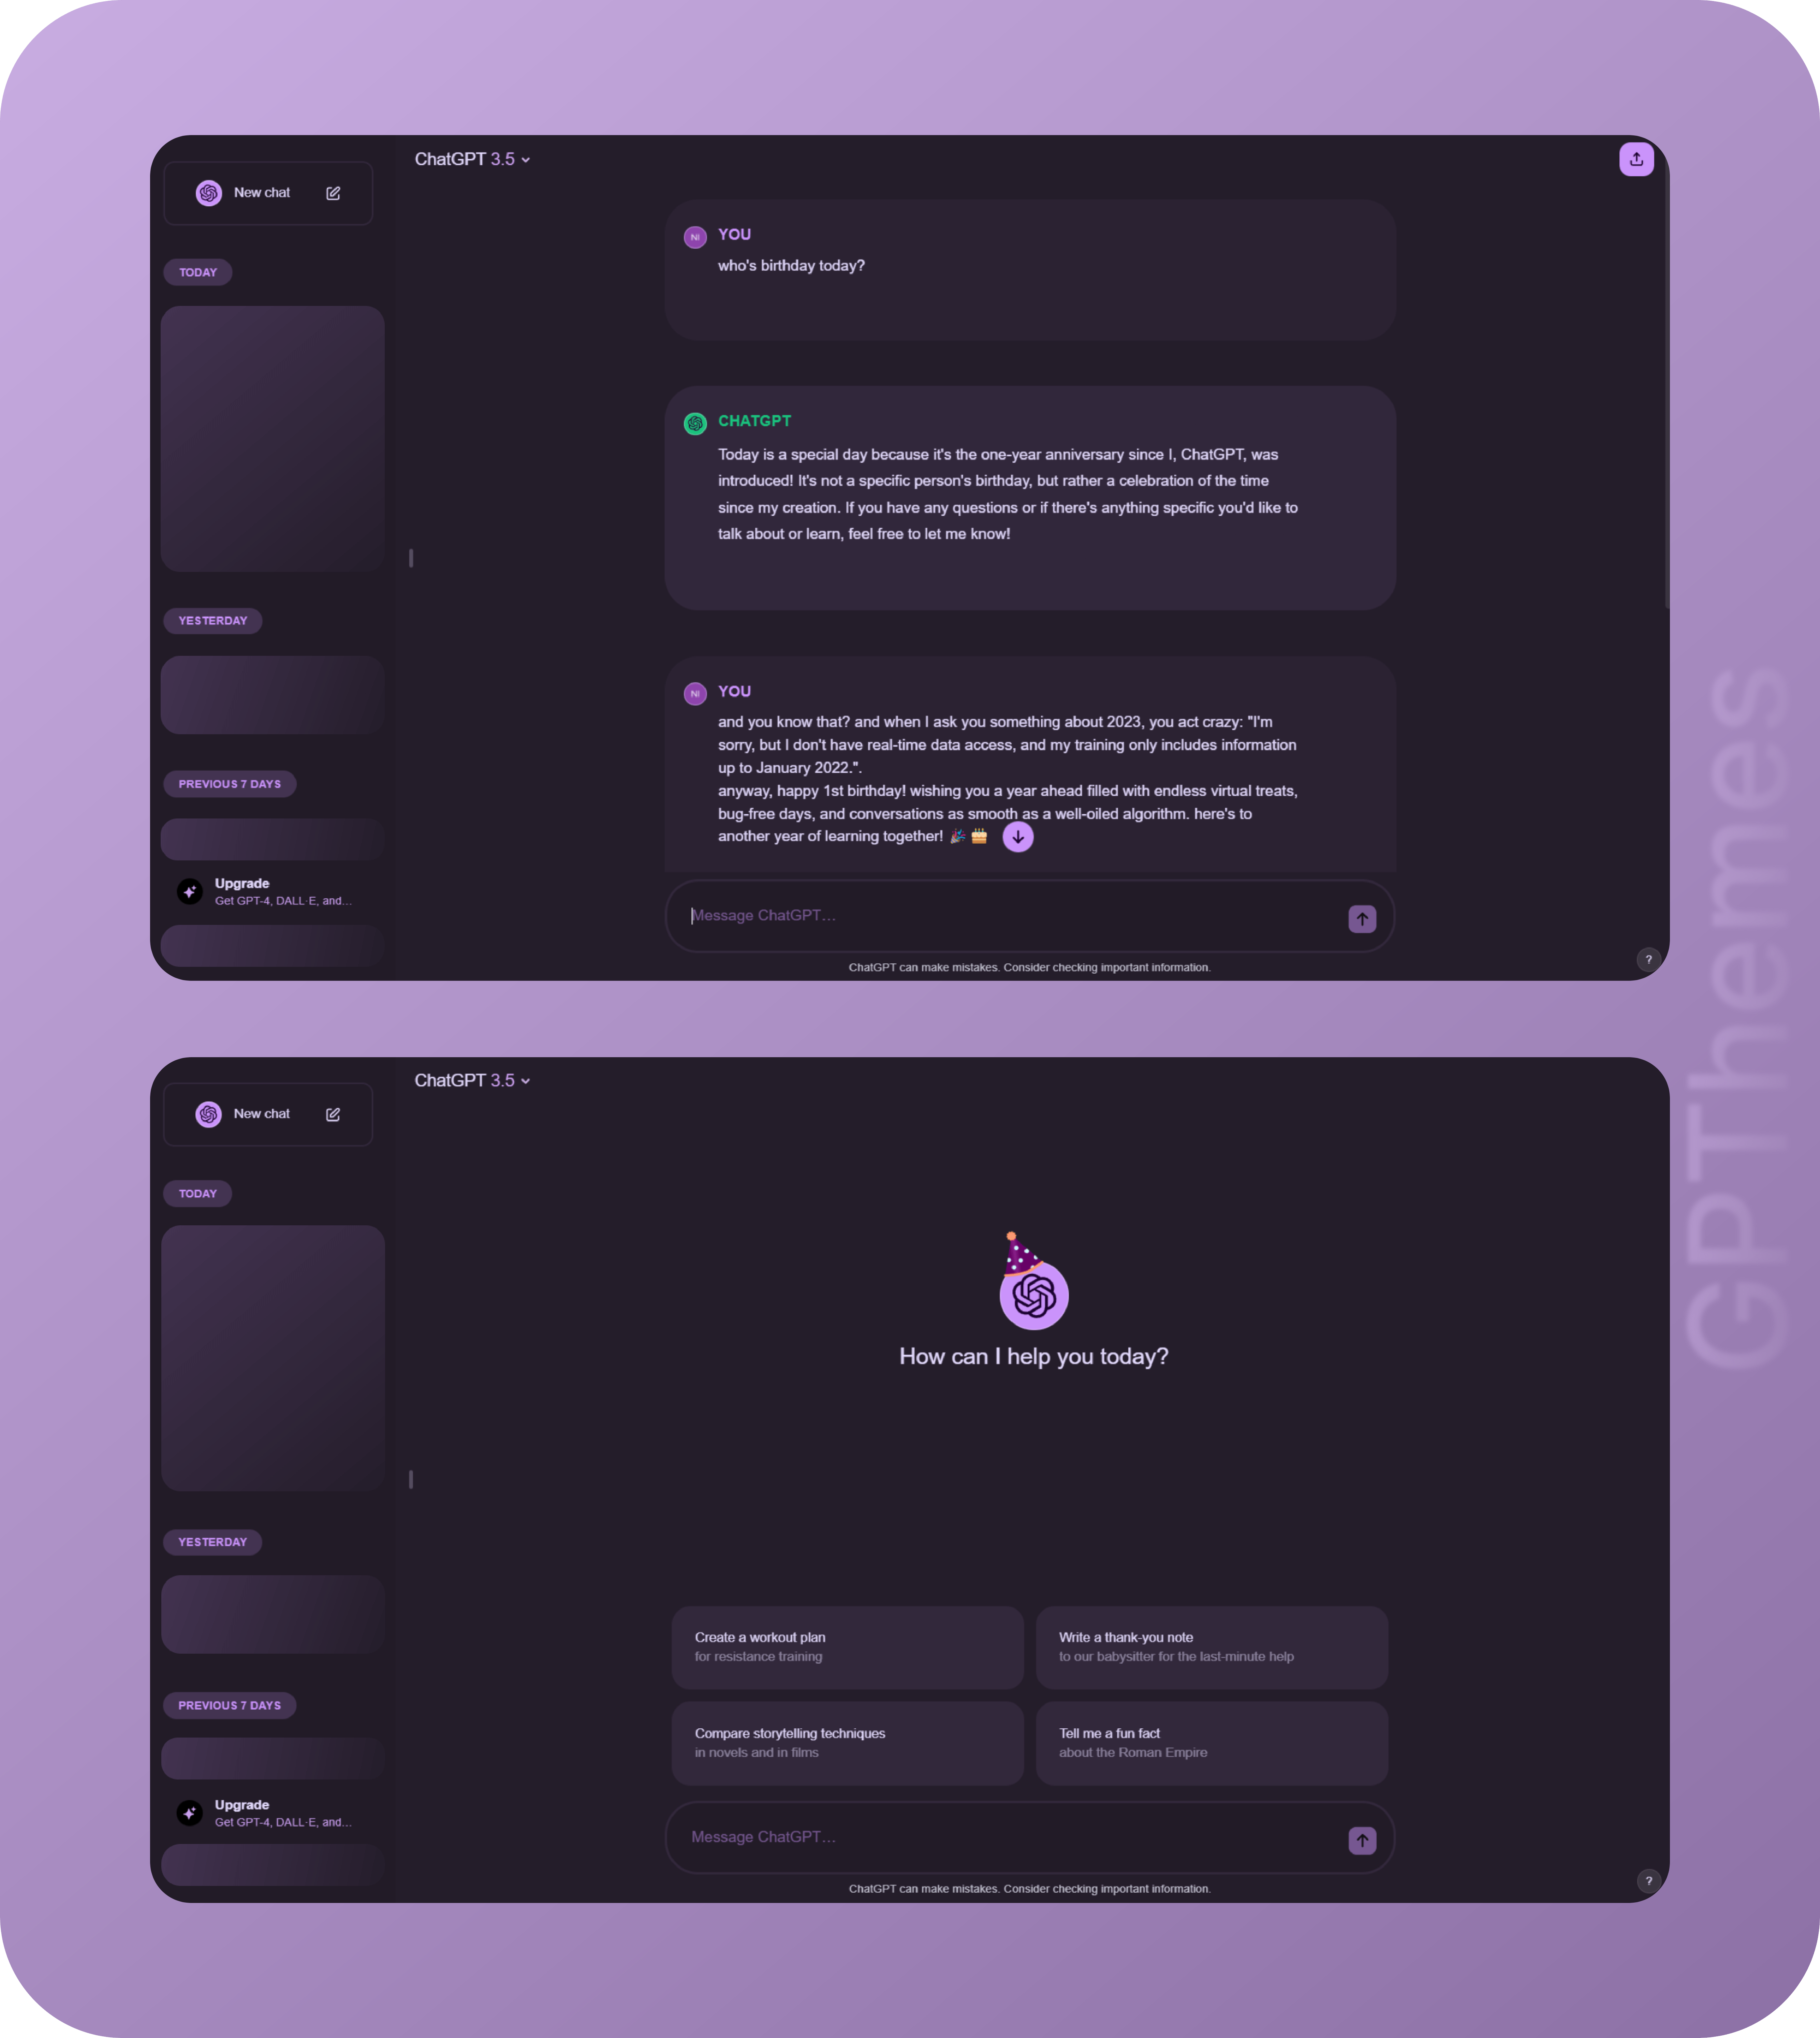 ChatGPT 3.5
New chat
TODAY
YESTERDAY
PREVIOUS 7 DAYS
Upgrade
Get GPT-4, DALL·E, and...
NI
YOU
who's birthday today?
CHATGPT
Today is a special day because it's the one-year anniversary since I, ChatGPT, was
introduced! It's not a specific person's birthday, but rather a celebration of the time
since my creation. If you have any questions or if there's anything specific you'd like to
talk about or learn, feel free to let me know!
NI
YOU
and you know that? and when I ask you something about 2023, you act crazy: "I'm
sorry, but I don't have real-time data access, and my training only includes information
up to January 2022.".
anyway, happy 1st birthday! wishing you a year ahead filled with endless virtual treats,
bug-free days, and conversations as smooth as a well-oiled algorithm. here's to
another year of learning together! 🎉 🎂
Message ChatGPT...
ChatGPT can make mistakes. Consider checking important information.
?
ChatGPT 3.5
New chat
TODAY
YESTERDAY
PREVIOUS 7 DAYS
Upgrade
Get GPT-4, DALL·E, and...
How can I help you today?
Create a workout plan
for resistance training
Write a thank-you note
to our babysitter for the last-minute help
Compare storytelling techniques
in novels and in films
Tell me a fun fact
about the Roman Empire
Message ChatGPT...
ChatGPT can make mistakes. Consider checking important information.
?
GPThemes